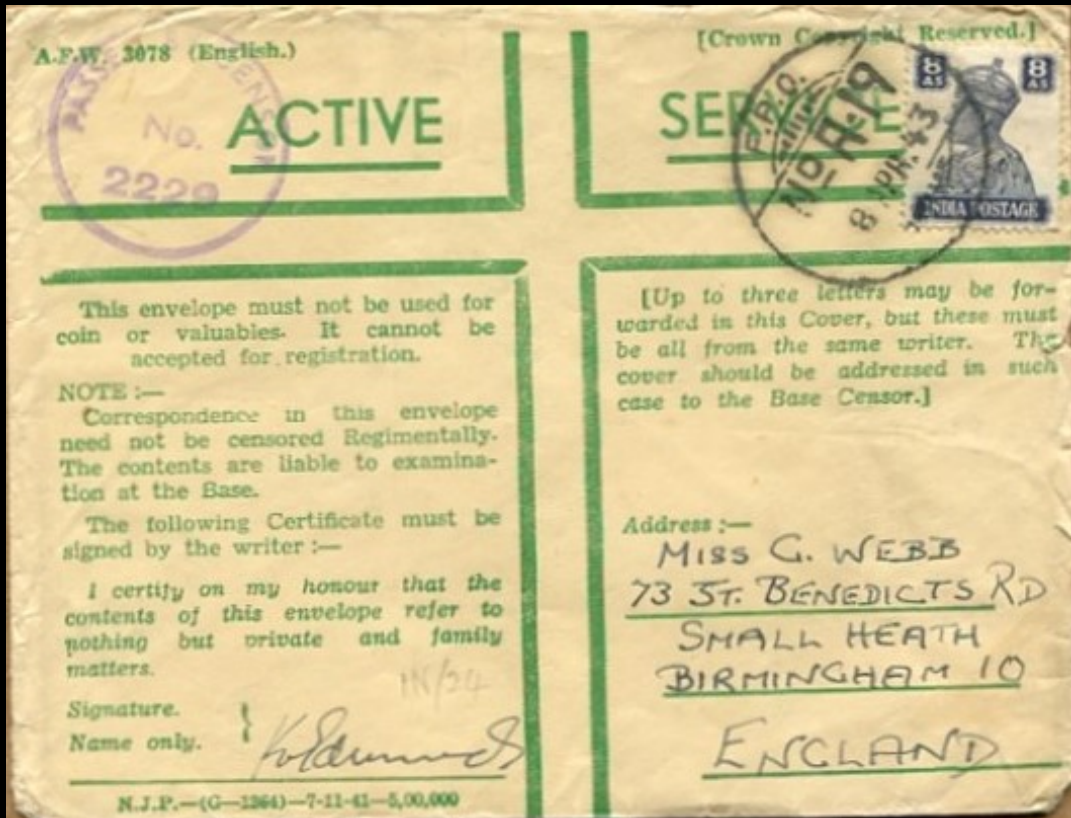 A.F.W. 3078 (English.)
[Crown Copyright Reserved.]
PASSED
No.
2229
ACTIVE SERVICE
F.P.O.
No A-19
8 APR. 43
8 AS 8 AS
INDIA POSTAGE
This envelope must not be used for
coin or valuables. It cannot be
accepted for registration.
NOTE :—
Correspondence in this envelope
need not be censored Regimentally.
The contents are liable to examina-
tion at the Base.
The following Certificate must be
signed by the writer :—
I certify on my honour that the
contents of this envelope refer to
nothing but private and family
matters.
IN/24
Signature.
Name only. }
N.J.P.—(G—1364)—7-11-41—5,00,000
[Up to three letters may be for-
warded in this Cover, but these must
be all from the same writer. The
cover should be addressed in such
case to the Base Censor.]
Address :—
MISS G. WEBB
73 ST. BENEDICTS RD
SMALL HEATH
BIRMINGHAM 10
ENGLAND